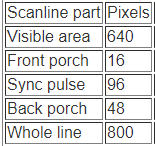 Scanline part Pixels
Visible area 640
Front porch 16
Sync pulse 96
Back porch 48
Whole line 800